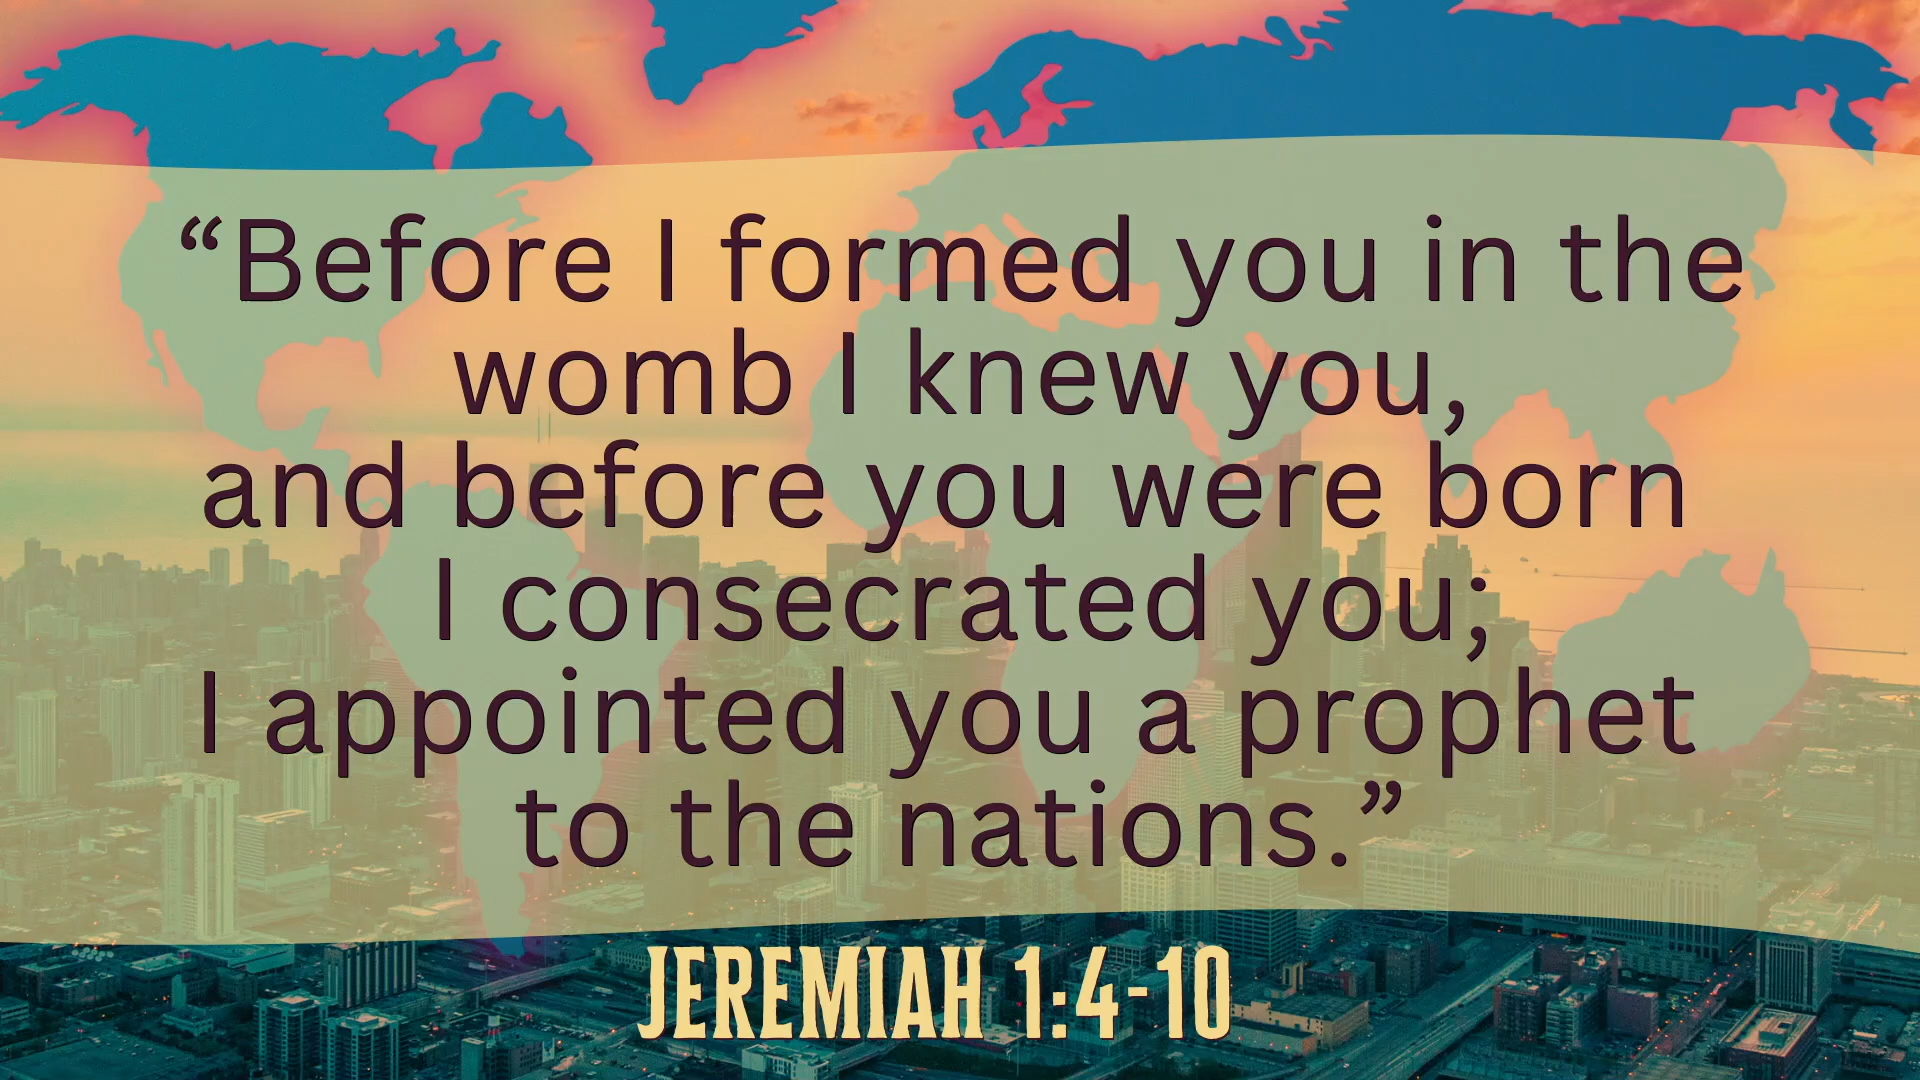 “Before I formed you in the
womb I knew you,
and before you were born
I consecrated you;
I appointed you a prophet
to the nations.”
JEREMIAH 1:4-10